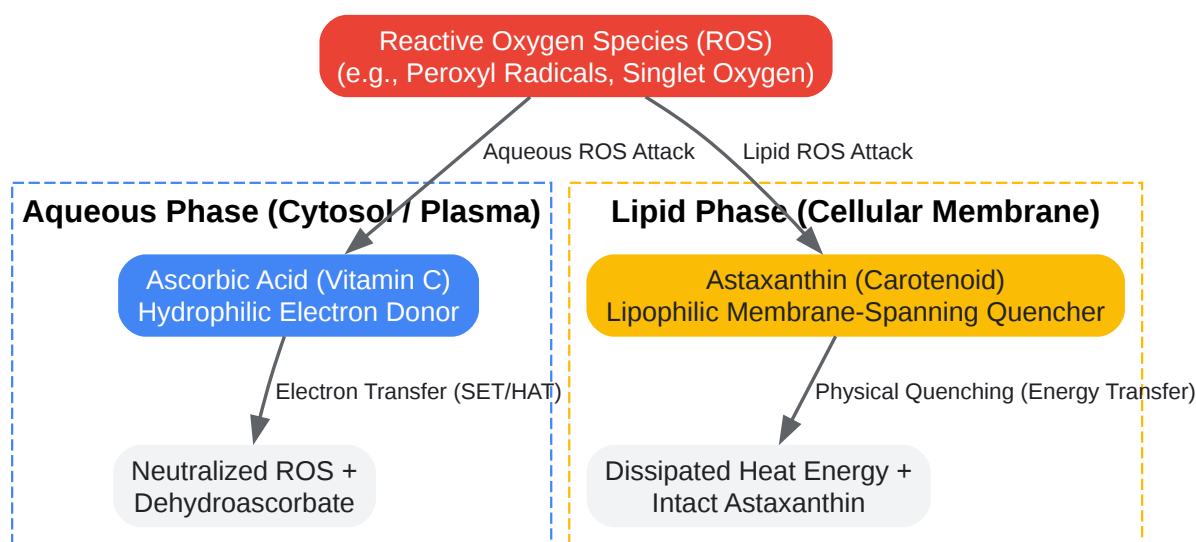 Reactive Oxygen Species (ROS)
(e.g., Peroxyl Radicals, Singlet Oxygen)
Aqueous ROS Attack
Lipid ROS Attack
Aqueous Phase (Cytosol / Plasma)
Lipid Phase (Cellular Membrane)
Ascorbic Acid (Vitamin C)
Hydrophilic Electron Donor
Astaxanthin (Carotenoid)
Lipophilic Membrane-Spanning Quencher
Electron Transfer (SET/HAT)
Physical Quenching (Energy Transfer)
Neutralized ROS +
Dehydroascorbate
Dissipated Heat Energy +
Intact Astaxanthin